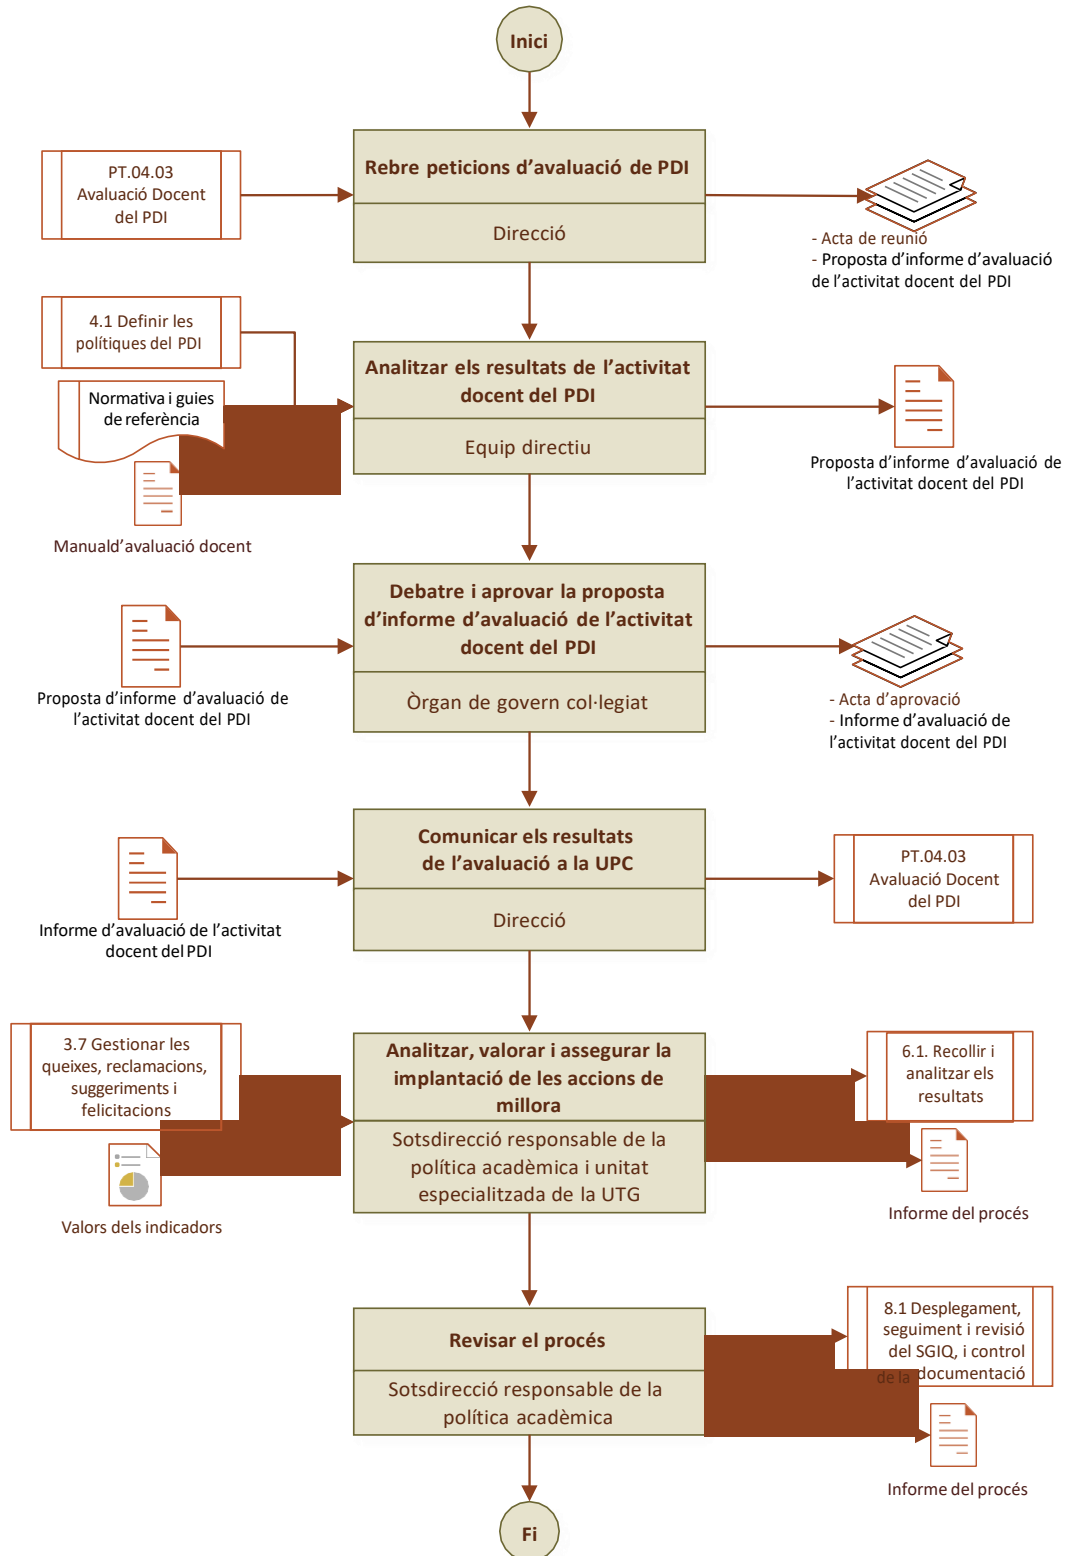 Inici
PT.04.03
Avaluació Docent
del PDI
Rebre peticions d’avaluació de PDI
Direcció
- Acta de reunió
- Proposta d’informe d’avaluació
de l’activitat docent del PDI
4.1 Definir les
polítiques del PDI
Normativa i guies
de referència
Manuald’avaluació docent
Analitzar els resultats de l’activitat
docent del PDI
Equip directiu
Proposta d’informe d’avaluació de
l’activitat docent del PDI
Proposta d’informe d’avaluació de
l’activitat docent del PDI
Debatre i aprovar la proposta
d’informe d’avaluació de l’activitat
docent del PDI
Òrgan de govern col·legiat
- Acta d’aprovació
- Informe d’avaluació de
l’activitat docent del PDI
Informe d’avaluació de l’activitat
docent del PDI
Comunicar els resultats
de l’avaluació a la UPC
Direcció
PT.04.03
Avaluació Docent
del PDI
3.7 Gestionar les
queixes, reclamacions,
suggeriments i
felicitacions
Valors dels indicadors
Analitzar, valorar i assegurar la
implantació de les accions de
millora
Sotsdirecció responsable de la
política acadèmica i unitat
especialitzada de la UTG
6.1. Recollir i
analitzar els
resultats
Informe del procés
Revisar el procés
Sotsdirecció responsable de la
política acadèmica
8.1 Desplegament,
seguiment i revisió
del SGIQ, i control
de la documentació
Informe del procés
Fi